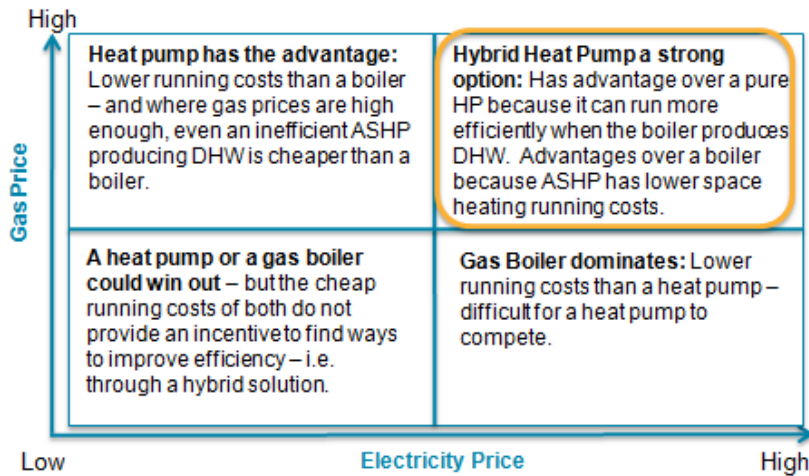 High
Heat pump has the advantage:
Lower running costs than a boiler
– and where gas prices are high
enough, even an inefficient ASHP
producing DHW is cheaper than a
boiler.
Hybrid Heat Pump a strong
option: Has advantage over a pure
HP because it can run more
efficiently when the boiler produces
DHW.  Advantages over a boiler
because ASHP has lower space
heating running costs.
Gas Price
A heat pump or a gas boiler
could win out – but the cheap
running costs of both do not
provide an incentive to find ways
to improve efficiency – i.e.
through a hybrid solution.
Gas Boiler dominates: Lower
running costs than a heat pump –
difficult for a heat pump to
compete.
Low
Electricity Price
High